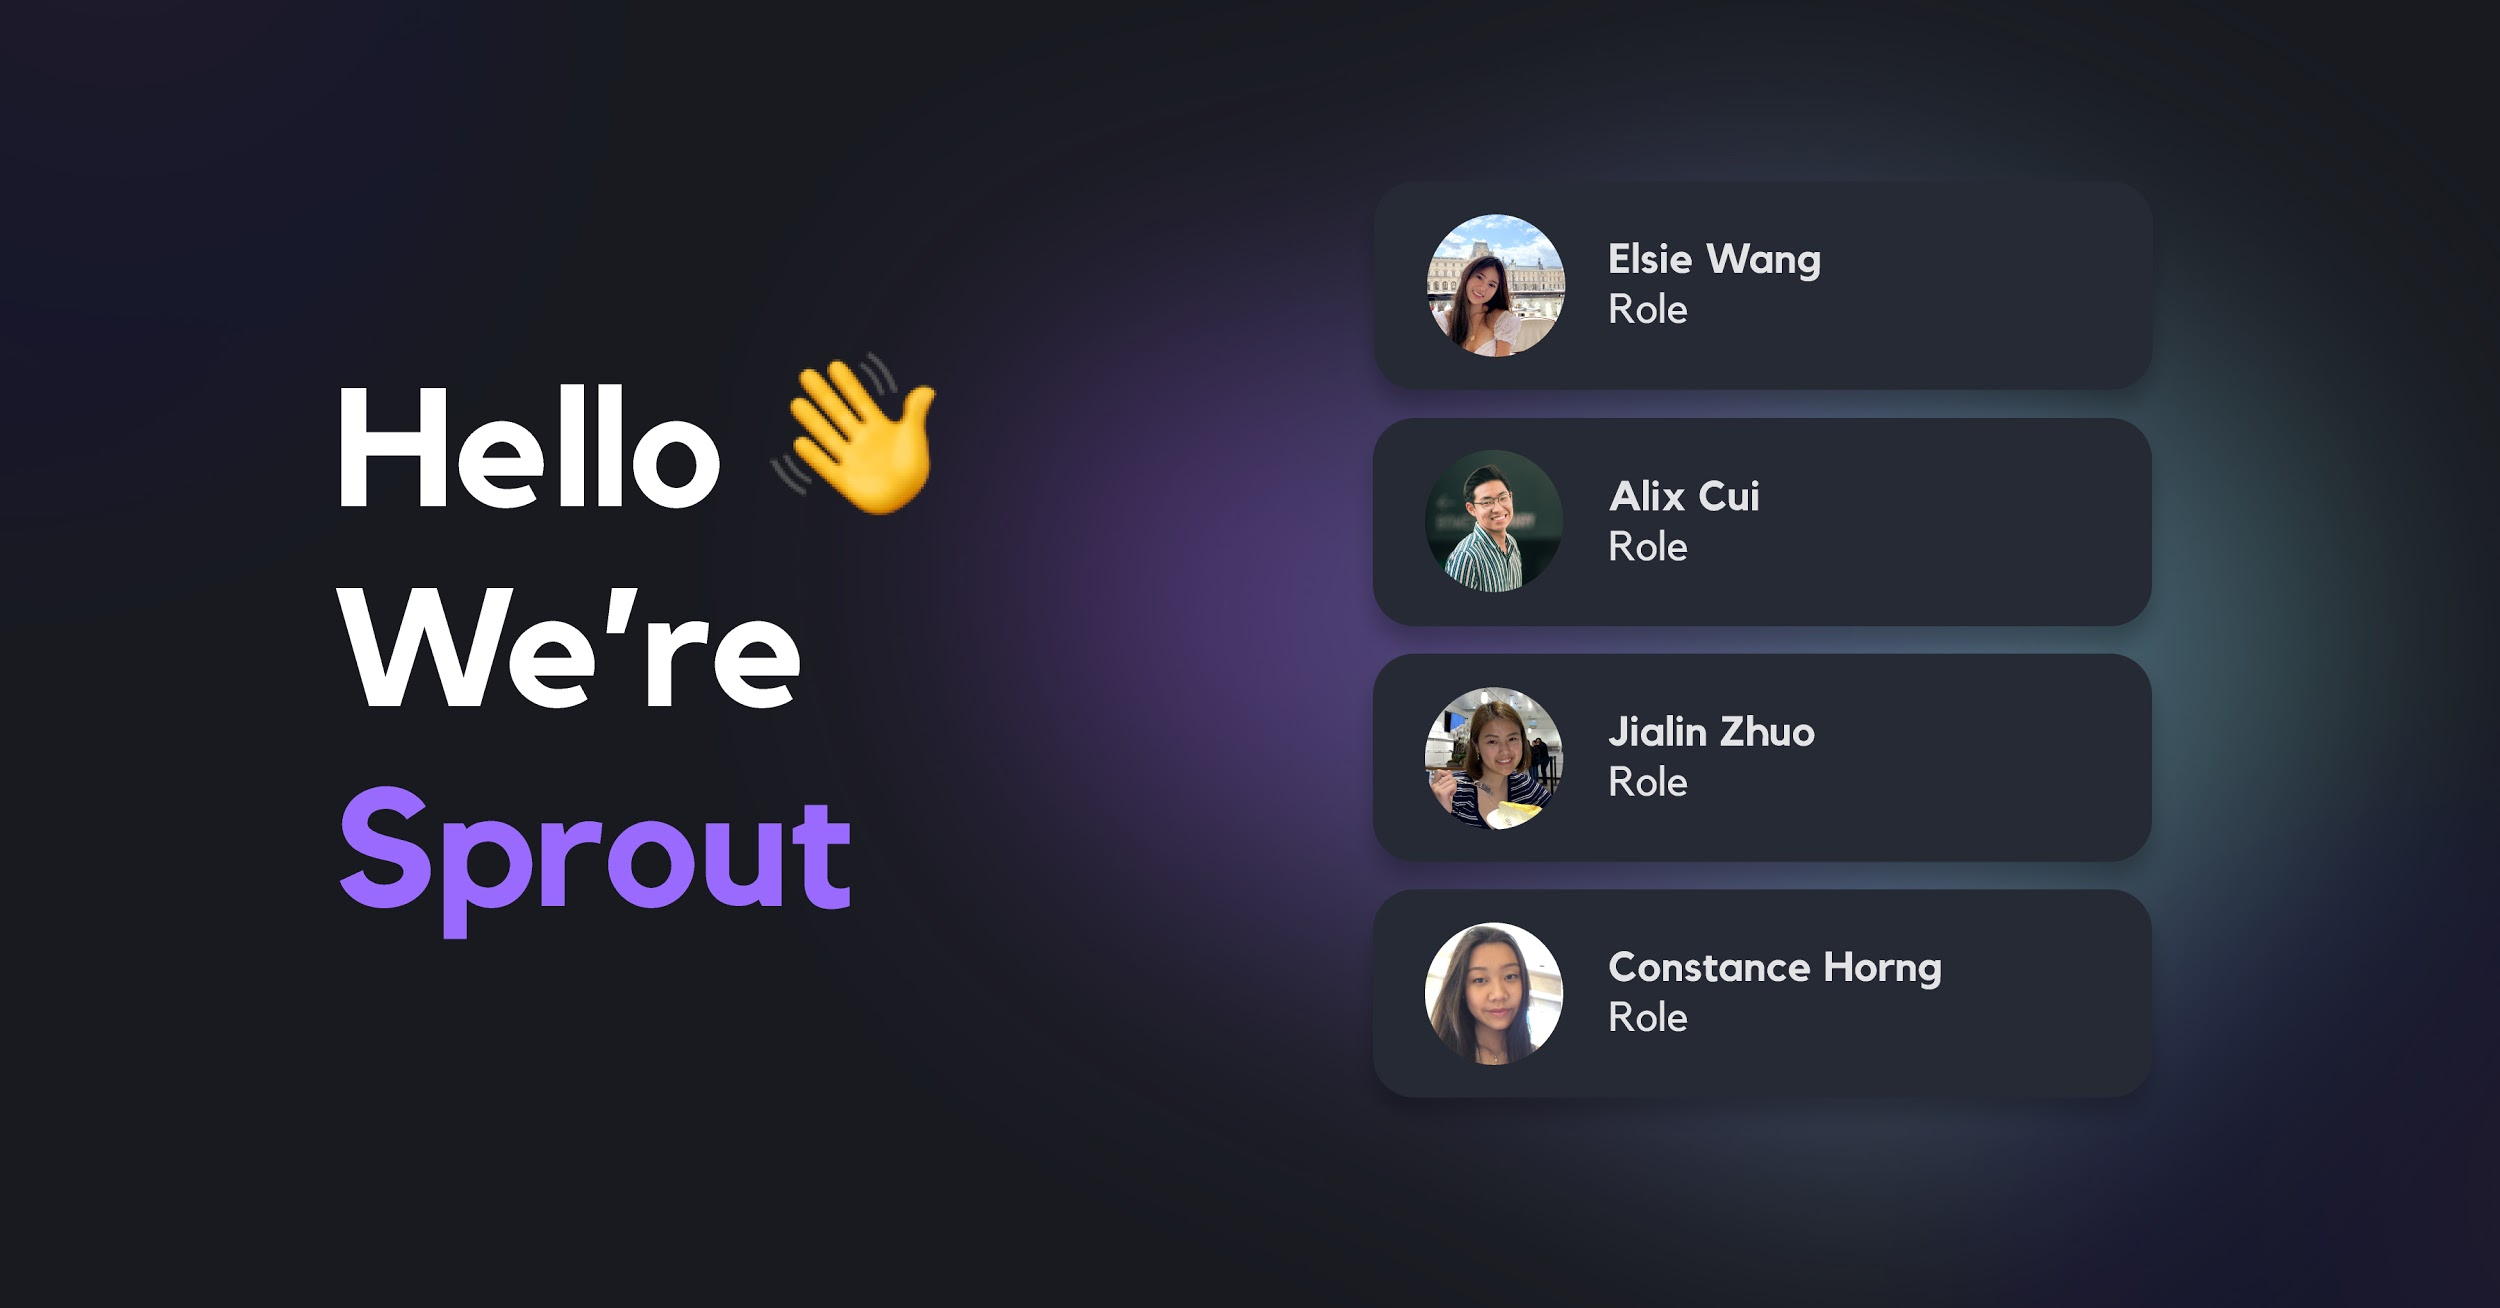 Hello 👋
We're
Sprout
Elsie Wang
Role
Alix Cui
Role
Jialin Zhuo
Role
Constance Horng
Role